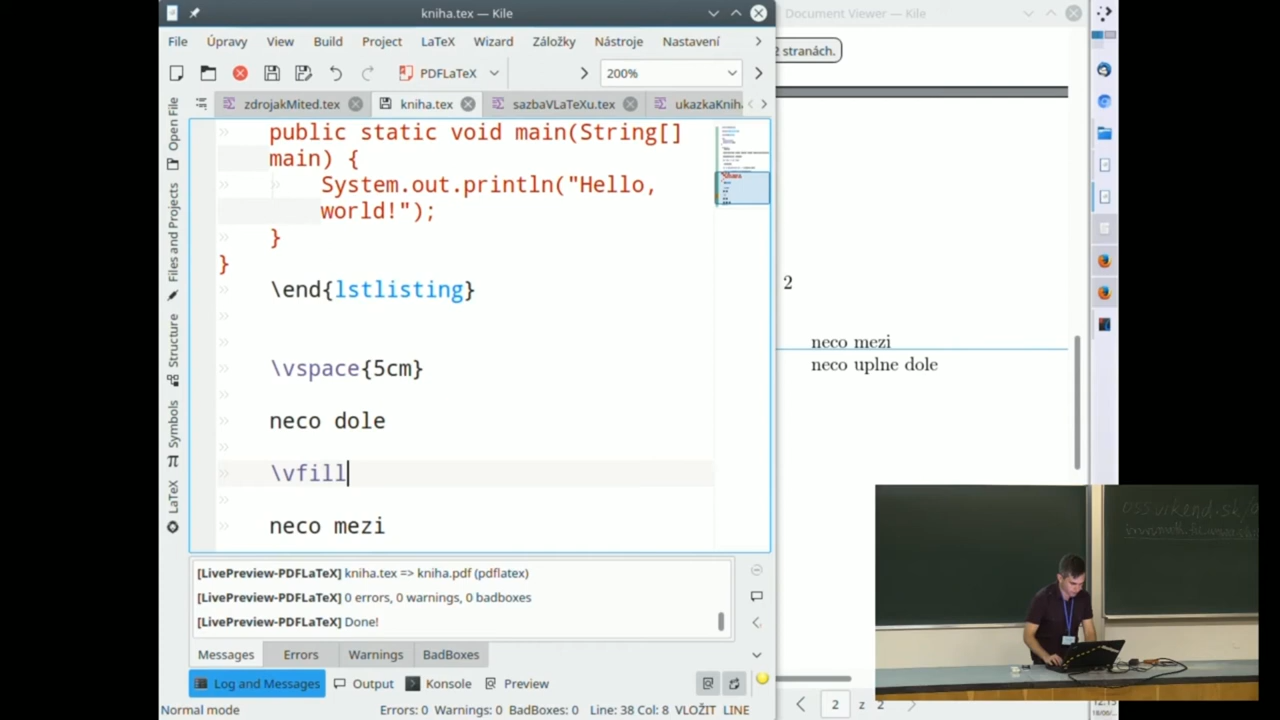 kniha.tex — Kile
Document Viewer — Kile
File Úpravy View Build Project LaTeX Wizard Záložky Nástroje Nastavení
2 stranách.
PDFLaTeX 200%
zdrojakMited.tex kniha.tex sazbaVLaTeXu.tex ukazkaKniha.
public static void main(String[]
main) {
System.out.println("Hello,
world!");
}
}
\end{lstlisting}
\vspace{5cm}
neco dole
\vfill
neco mezi
Open File
Files and Projects
Structure
Symbols
LaTeX
2
neco mezi
neco uplne dole
[LivePreview-PDFLaTeX] kniha.tex => kniha.pdf (pdflatex)
[LivePreview-PDFLaTeX] 0 errors, 0 warnings, 0 badboxes
[LivePreview-PDFLaTeX] Done!
Messages Errors Warnings BadBoxes
Log and Messages Output Konsole Preview
Normal mode Errors: 0 Warnings: 0 BadBoxes: 0 Line: 38 Col: 8 VLOŽIT LINE
2 z 2